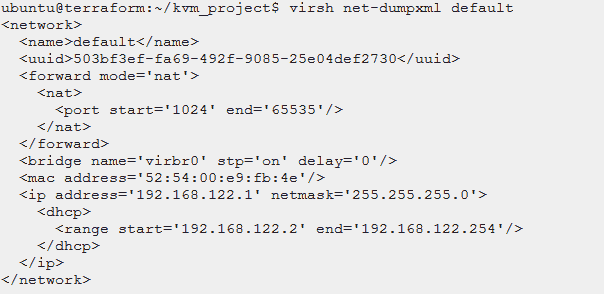 ubuntu@terraform:~/kvm_project$ virsh net-dumpxml default
<network>
  <name>default</name>
  <uuid>503bf3ef-fa69-492f-9085-25e04def2730</uuid>
  <forward mode='nat'>
    <nat>
      <port start='1024' end='65535'/>
    </nat>
  </forward>
  <bridge name='virbr0' stp='on' delay='0'/>
  <mac address='52:54:00:e9:fb:4e'/>
  <ip address='192.168.122.1' netmask='255.255.255.0'>
    <dhcp>
      <range start='192.168.122.2' end='192.168.122.254'/>
    </dhcp>
  </ip>
</network>